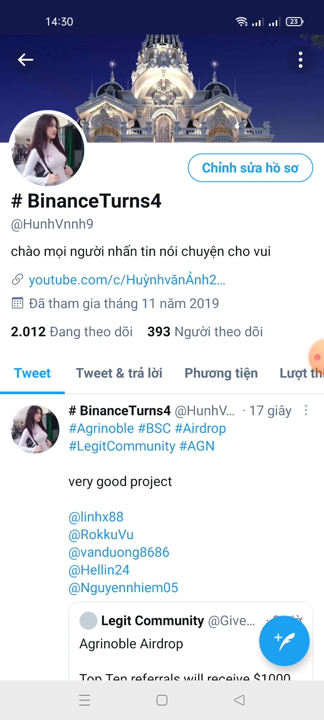 14:30
23
Chỉnh sửa hồ sơ
# BinanceTurns4
@HunhVnnh9
chào mọi người nhấn tin nói chuyện cho vui
youtube.com/c/HuỳnhvănẢnh2...
Đã tham gia tháng 11 năm 2019
2.012 Đang theo dõi 393 Người theo dõi
Tweet Tweet & trả lời Phương tiện Lượt
# BinanceTurns4 @HunhV... · 17 giây
#Agrinoble #BSC #Airdrop
#LegitCommunity #AGN
very good project
@linhx88
@RokkuVu
@vanduong8686
@Hellin24
@Nguyennhiem05
Legit Community @Give...
Agrinoble Airdrop
Top Ten referrals will receive $1000